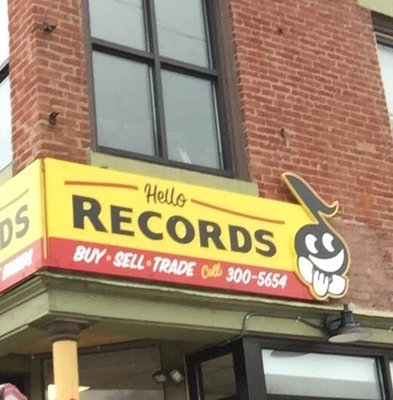 Hello
RECORDS
BUY · SELL · TRADE Call 300-5654
DS